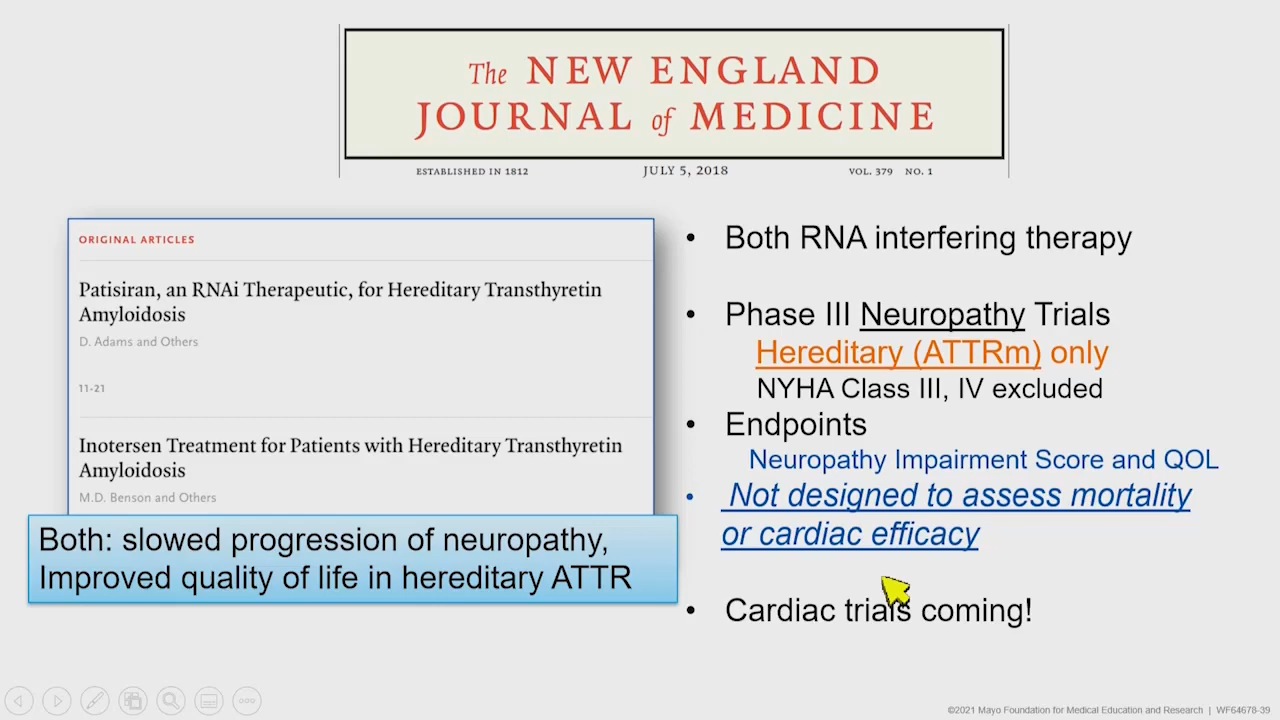 The NEW ENGLAND
JOURNAL of MEDICINE
ESTABLISHED IN 1812 JULY 5, 2018 VOL. 379 NO. 1
ORIGINAL ARTICLES
Patisiran, an RNAi Therapeutic, for Hereditary Transthyretin
Amyloidosis
D. Adams and Others
11-21
Inotersen Treatment for Patients with Hereditary Transthyretin
Amyloidosis
M.D. Benson and Others
Both: slowed progression of neuropathy,
Improved quality of life in hereditary ATTR
• Both RNA interfering therapy
• Phase III Neuropathy Trials
Hereditary (ATTRm) only
NYHA Class III, IV excluded
• Endpoints
Neuropathy Impairment Score and QOL
• Not designed to assess mortality
or cardiac efficacy
• Cardiac trials coming!
©2021 Mayo Foundation for Medical Education and Research | WF64678-39